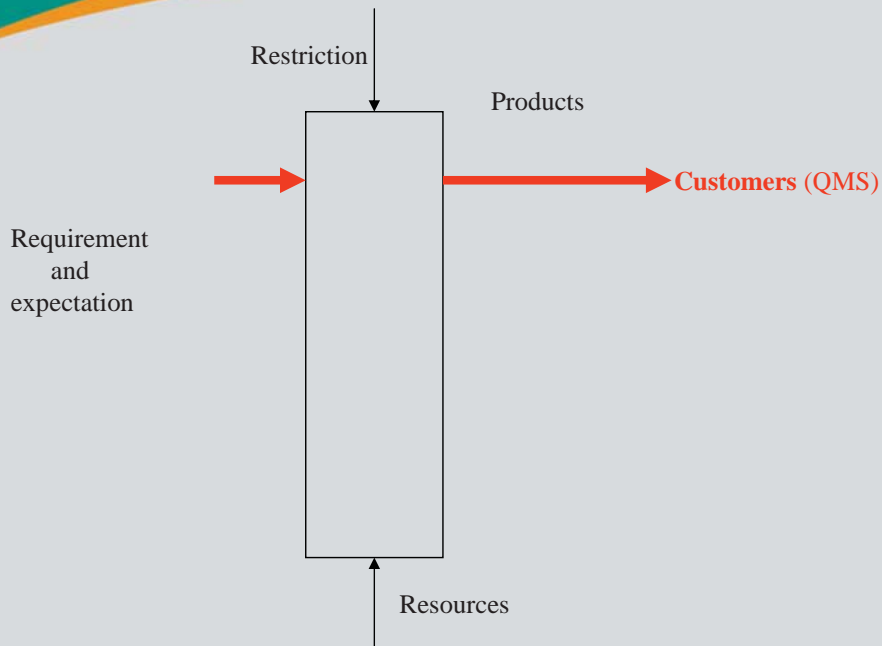 Restriction
Products
Customers (QMS)
Requirement
and
expectation
Resources